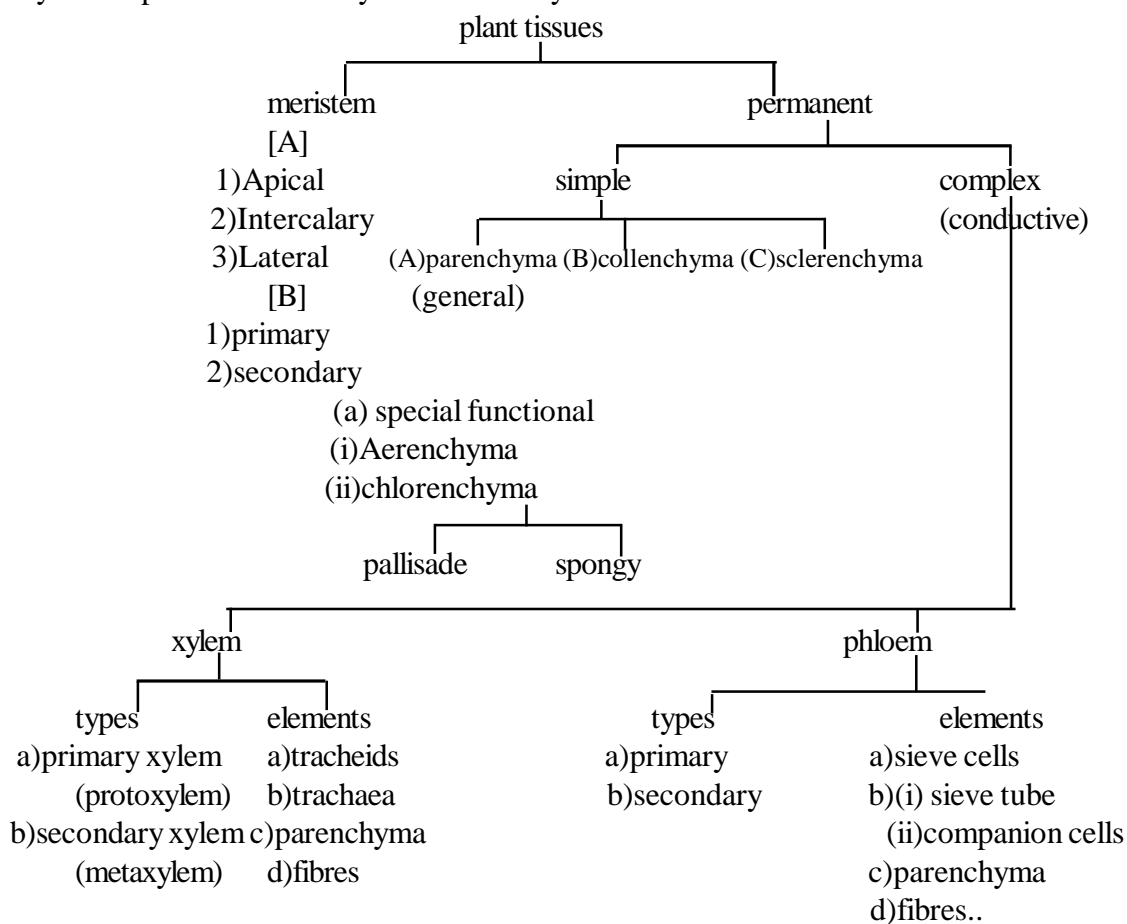 plant tissues
meristem permanent
[A]
1)Apical simple complex
2)Intercalary (conductive)
3)Lateral (A)parenchyma (B)collenchyma (C)sclerenchyma
[B] (general)
1)primary
2)secondary
(a) special functional
(i)Aerenchyma
(ii)chlorenchyma
pallisade spongy
xylem phloem
types elements types elements
a)primary xylem a)tracheids a)primary a)sieve cells
(protoxylem) b)trachaea b)secondary b)(i) sieve tube
b)secondary xylem c)parenchyma (ii)companion cells
(metaxylem) d)fibres c)parenchyma
d)fibres..